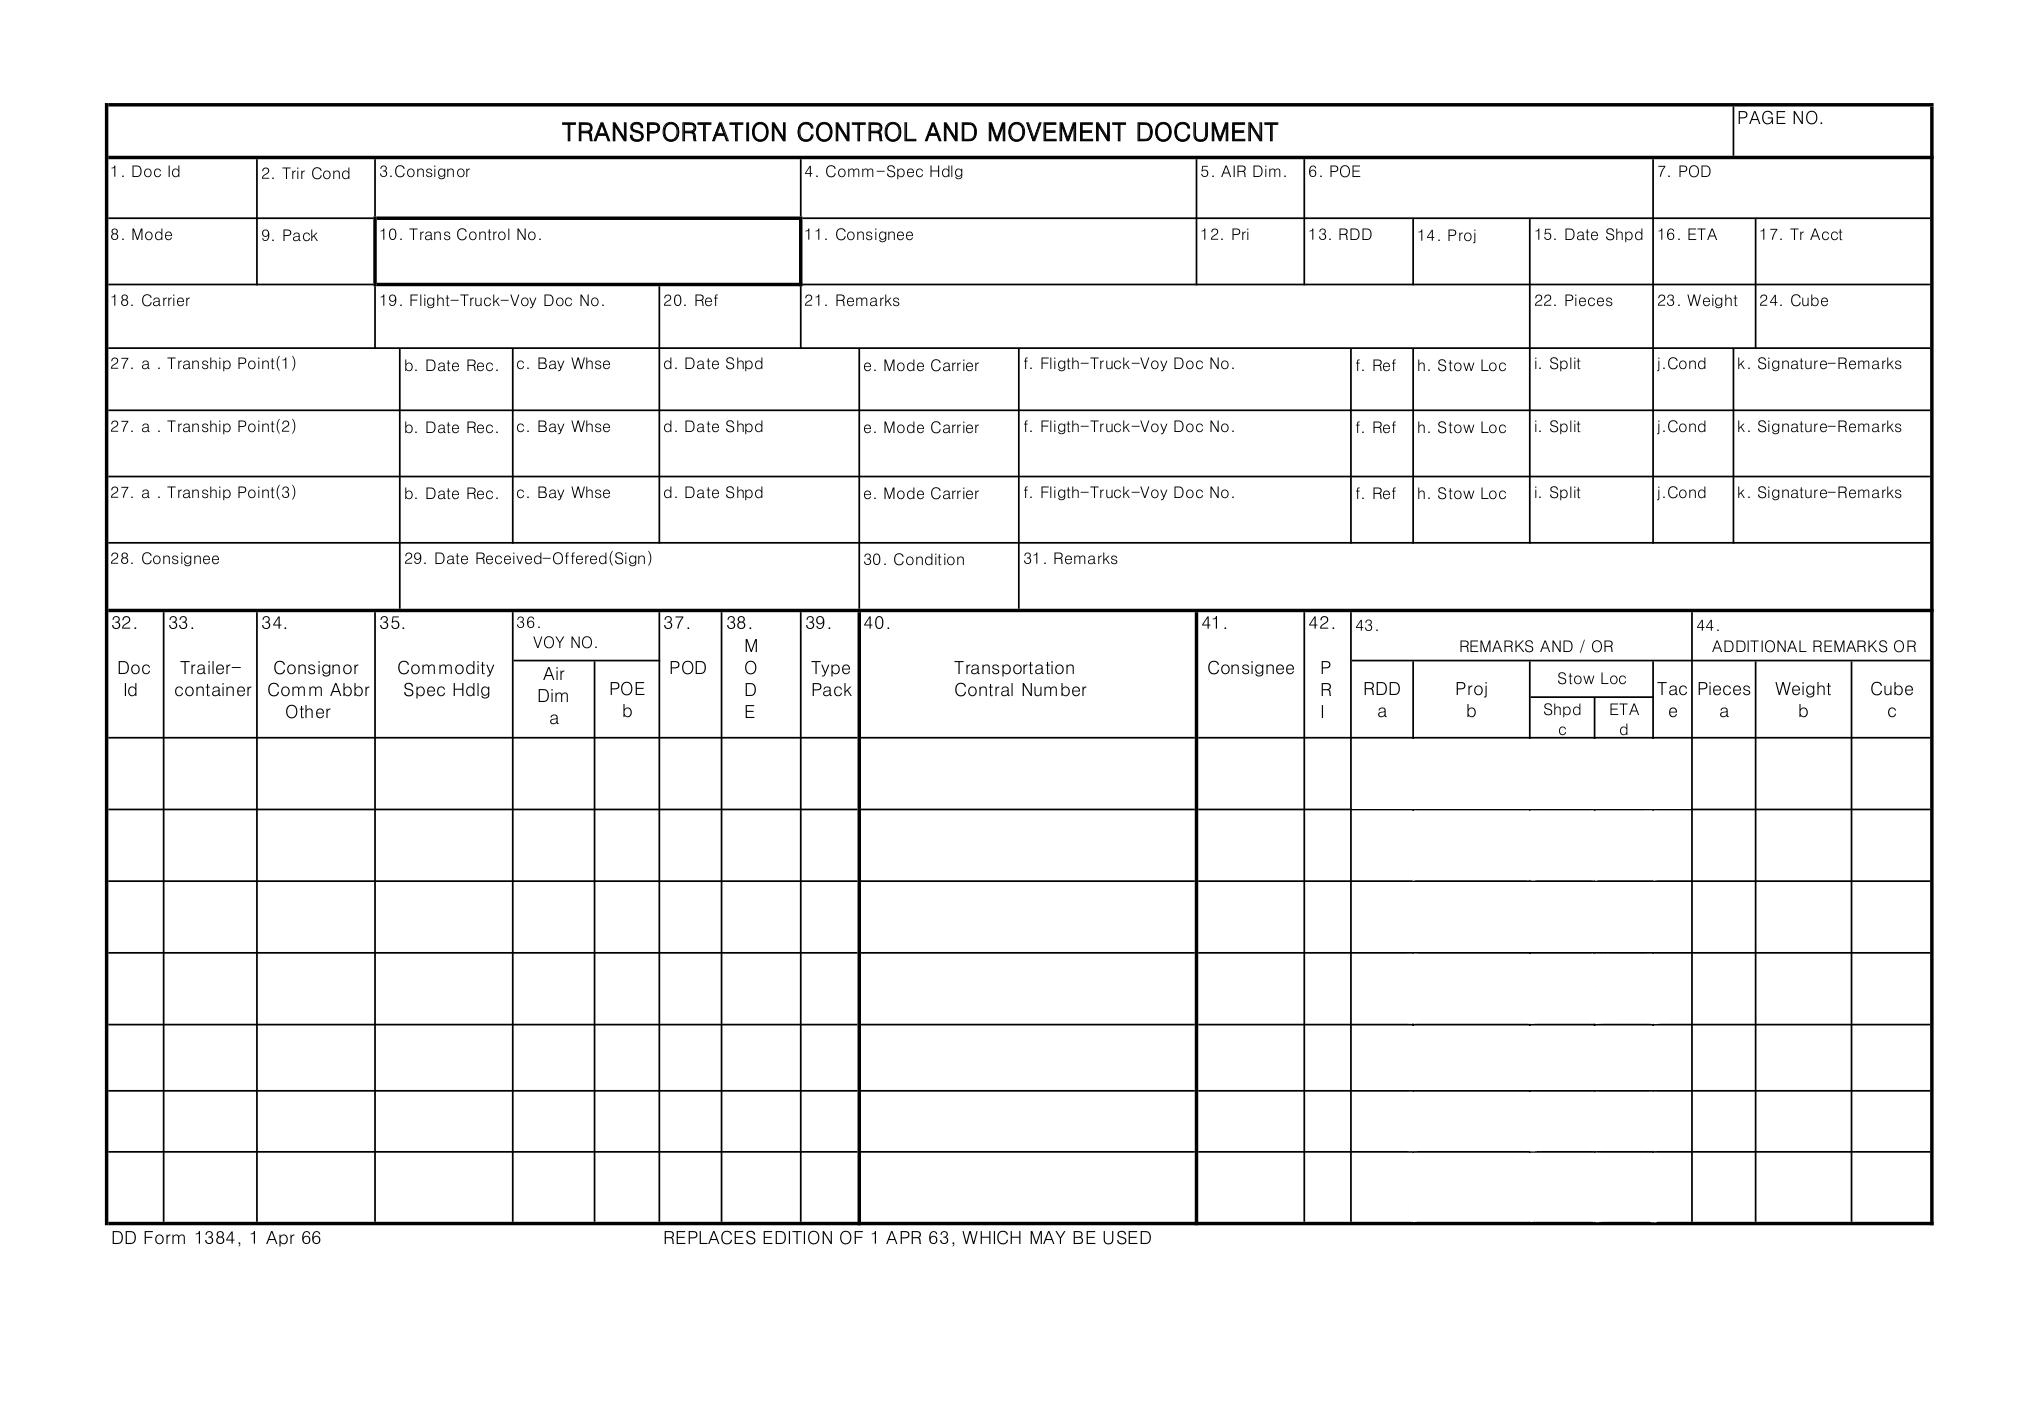 TRANSPORTATION CONTROL AND MOVEMENT DOCUMENT PAGE NO.
1. Doc Id 2. Trir Cond 3.Consignor 4. Comm-Spec Hdlg 5. AIR Dim. 6. POE 7. POD
8. Mode 9. Pack 10. Trans Control No. 11. Consignee 12. Pri 13. RDD 14. Proj 15. Date Shpd 16. ETA 17. Tr Acct
18. Carrier 19. Flight-Truck-Voy Doc No. 20. Ref 21. Remarks 22. Pieces 23. Weight 24. Cube
27. a . Tranship Point(1) b. Date Rec. c. Bay Whse d. Date Shpd e. Mode Carrier f. Fligth-Truck-Voy Doc No. f. Ref h. Stow Loc i. Split j.Cond k. Signature-Remarks
27. a . Tranship Point(2) b. Date Rec. c. Bay Whse d. Date Shpd e. Mode Carrier f. Fligth-Truck-Voy Doc No. f. Ref h. Stow Loc i. Split j.Cond k. Signature-Remarks
27. a . Tranship Point(3) b. Date Rec. c. Bay Whse d. Date Shpd e. Mode Carrier f. Fligth-Truck-Voy Doc No. f. Ref h. Stow Loc i. Split j.Cond k. Signature-Remarks
28. Consignee 29. Date Received-Offered(Sign) 30. Condition 31. Remarks
32.
Doc
Id
33.
Trailer-
container
34.
Consignor
Comm Abbr
Other
35.
Commodity
Spec Hdlg
36.
VOY NO.
Air
Dim
a
POE
b
37.
POD
38.
M
O
D
E
39.
Type
Pack
40.
Transportation
Contral Number
41.
Consignee
42.
P
R
I
43.
REMARKS AND / OR
RDD
a
Proj
b
Stow Loc
Shpd
c
ETA
d
Tac
e
44.
ADDITIONAL REMARKS OR
Pieces
a
Weight
b
Cube
c
DD Form 1384, 1 Apr 66 REPLACES EDITION OF 1 APR 63, WHICH MAY BE USED